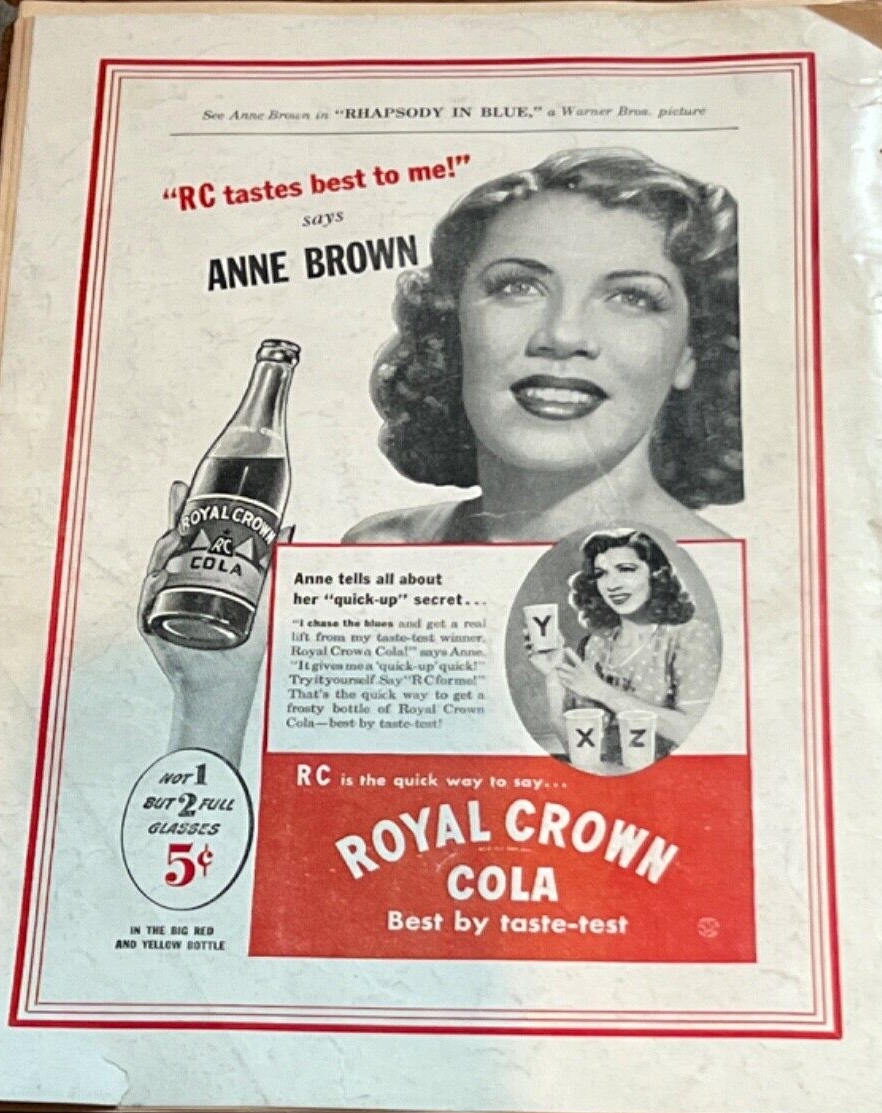 See Anne Brown in "RHAPSODY IN BLUE," a Warner Bros. picture
"RC tastes best to me!"
says
ANNE BROWN
ROYAL CROWN
RC
COLA
Anne tells all about
her "quick-up" secret...
"I chase the blues and get a real
lift from my taste-test winner,
Royal Crown Cola!" says Anne.
"It gives me a 'quick-up' quick!"
Try it yourself. Say "RC for me!"
That's the quick way to get a
frosty bottle of Royal Crown
Cola—best by taste-test!
Y
X Z
NOT 1
BUT 2 FULL
GLASSES
5¢
IN THE BIG RED
AND YELLOW BOTTLE
RC is the quick way to say...
ROYAL CROWN
COLA
Best by taste-test